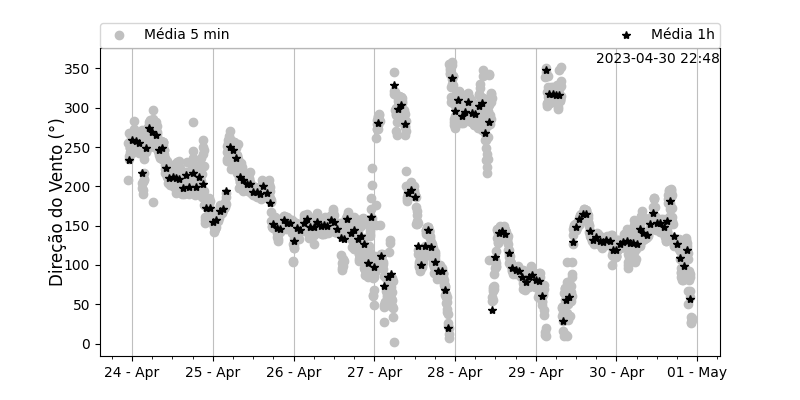 Média 5 min
Média 1h
2023-04-30 22:48
Direção do Vento (°)
350
300
250
200
150
100
50
0
24 - Apr
25 - Apr
26 - Apr
27 - Apr
28 - Apr
29 - Apr
30 - Apr
01 - May